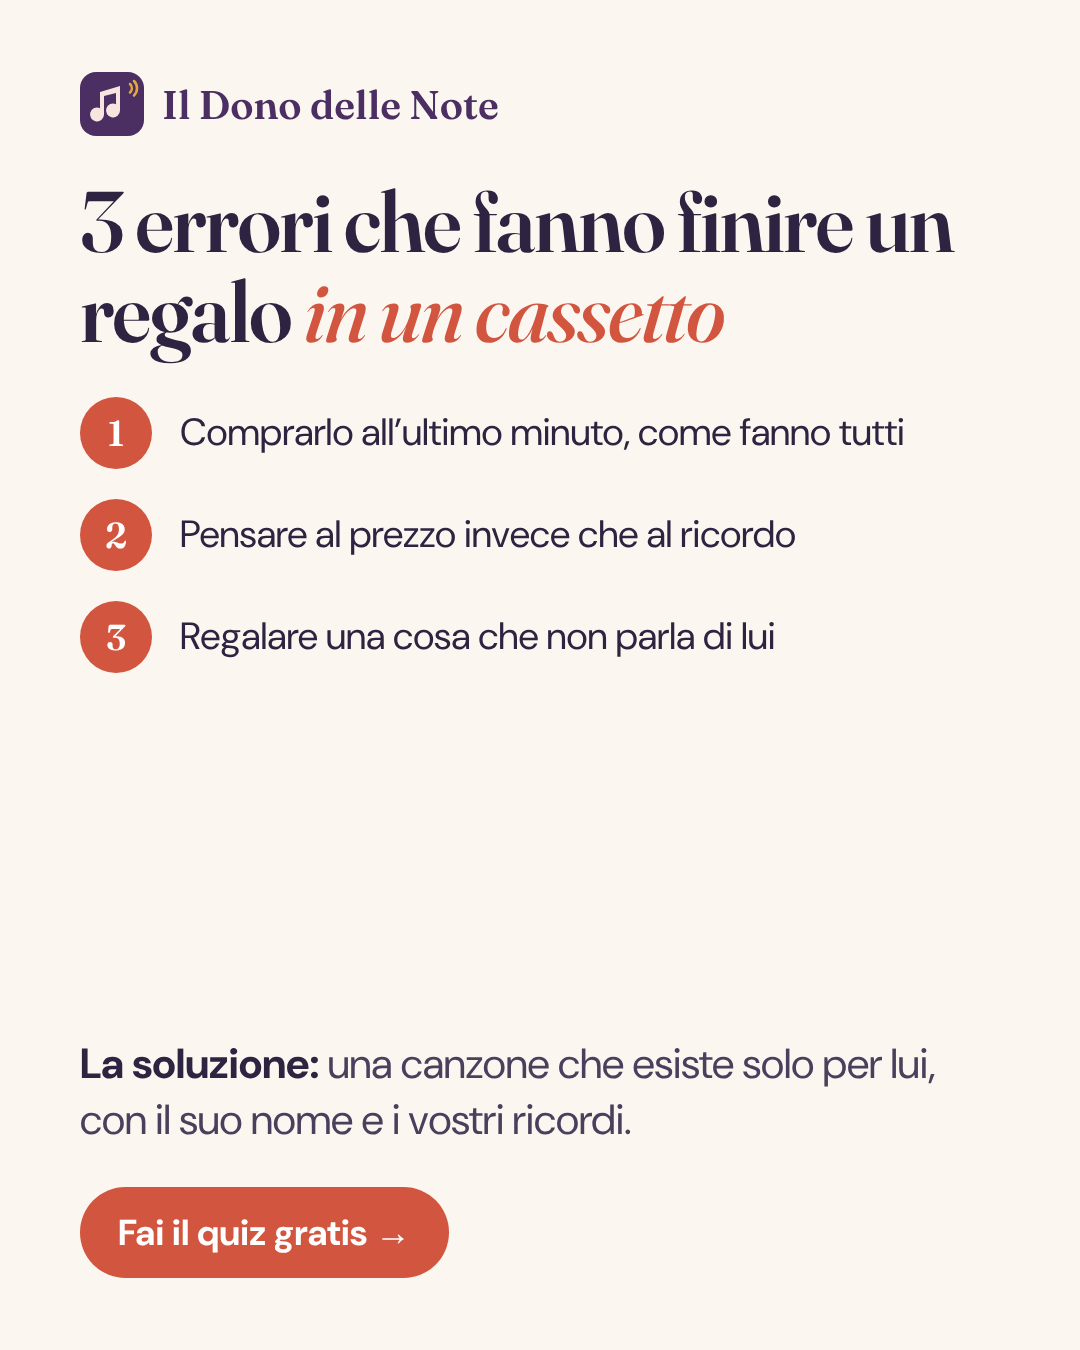 Il Dono delle Note
3 errori che fanno finire un
regalo in un cassetto
1 Comprarlo all’ultimo minuto, come fanno tutti
2 Pensare al prezzo invece che al ricordo
3 Regalare una cosa che non parla di lui
La soluzione: una canzone che esiste solo per lui,
con il suo nome e i vostri ricordi.
Fai il quiz gratis →